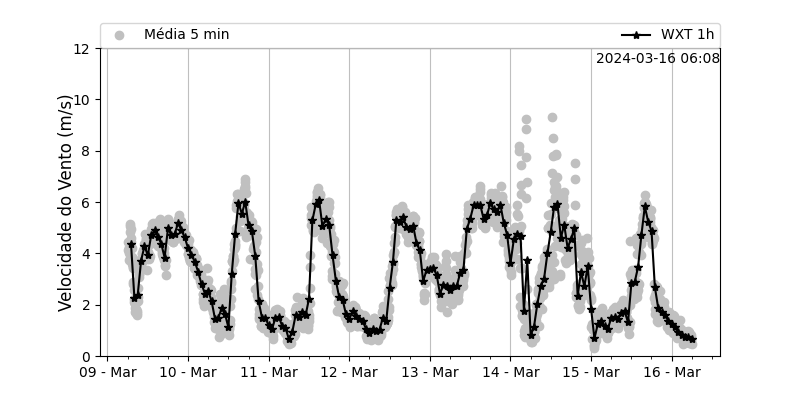 Média 5 min
WXT 1h
2024-03-16 06:08
Velocidade do Vento (m/s)
12
10
8
6
4
2
0
09 - Mar
10 - Mar
11 - Mar
12 - Mar
13 - Mar
14 - Mar
15 - Mar
16 - Mar